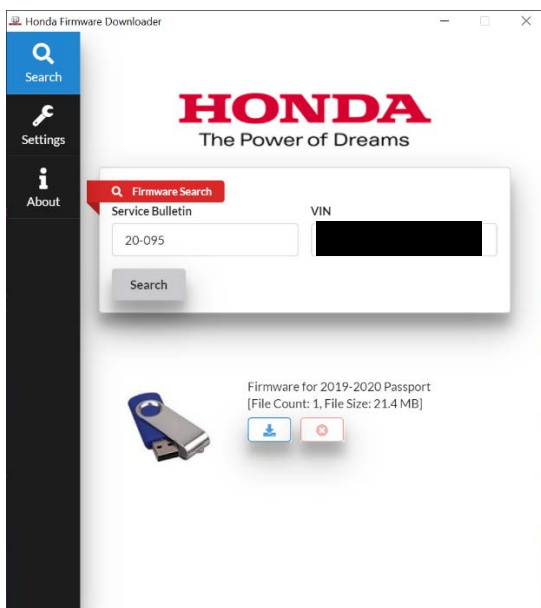 Honda Firmware Downloader
Search
Settings
About
HONDA
The Power of Dreams
Firmware Search
Service Bulletin
VIN
20-095
Search
Firmware for 2019-2020 Passport
[File Count: 1, File Size: 21.4 MB]